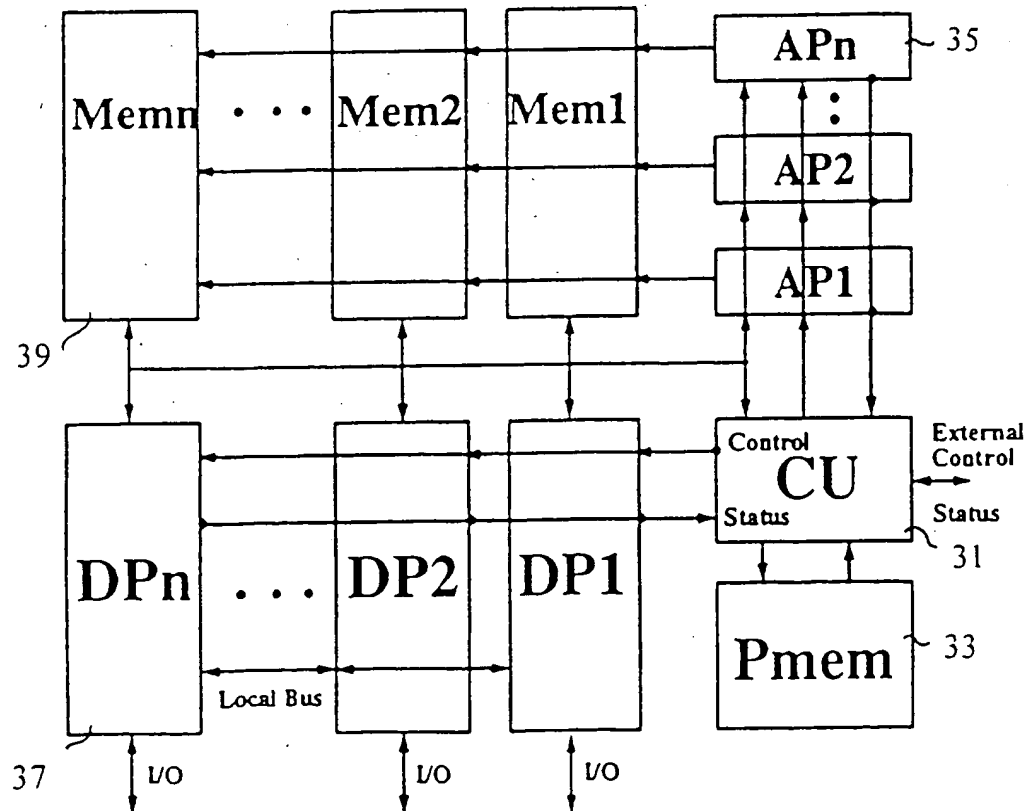 APn
35
Memn
• • •
Mem2
Mem1
AP2
AP1
39
Control
CU
External
Control
Status
Status
31
DPn
• • •
DP2
DP1
Pmem
33
Local Bus
37
I/O
I/O